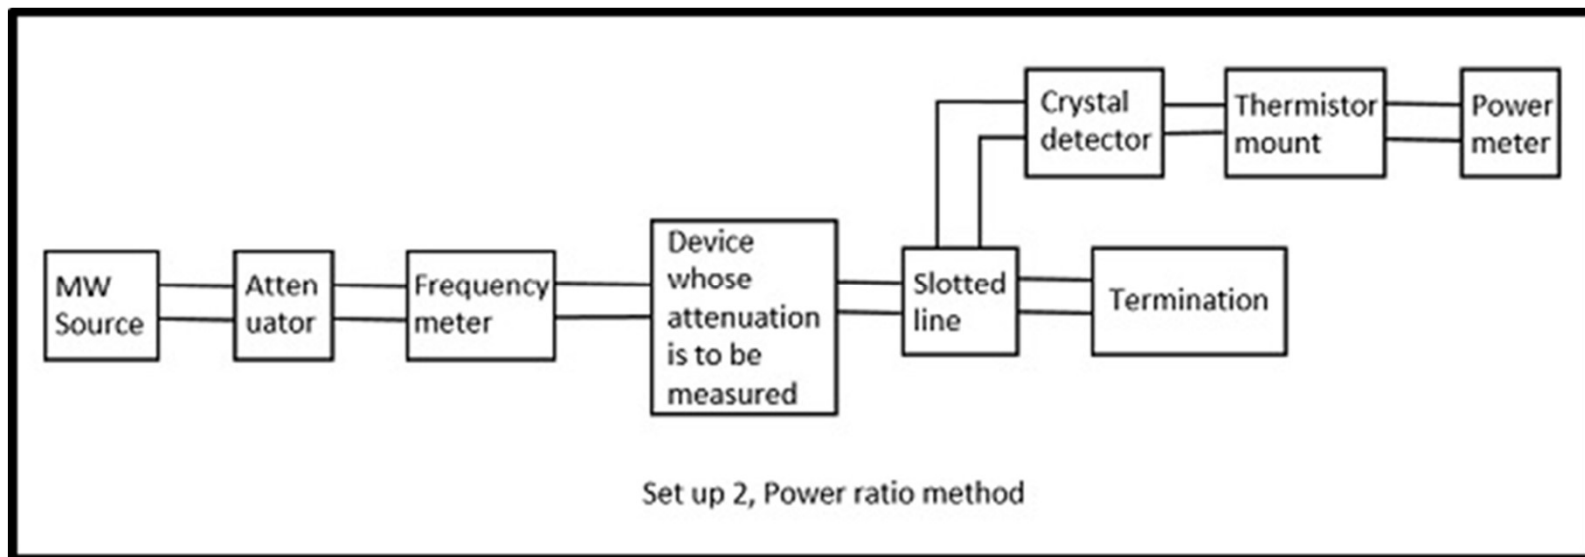 MW
Source
Atten
uator
Frequency
meter
Device
whose
attenuation
is to be
measured
Slotted
line
Termination
Crystal
detector
Thermistor
mount
Power
meter
Set up 2, Power ratio method